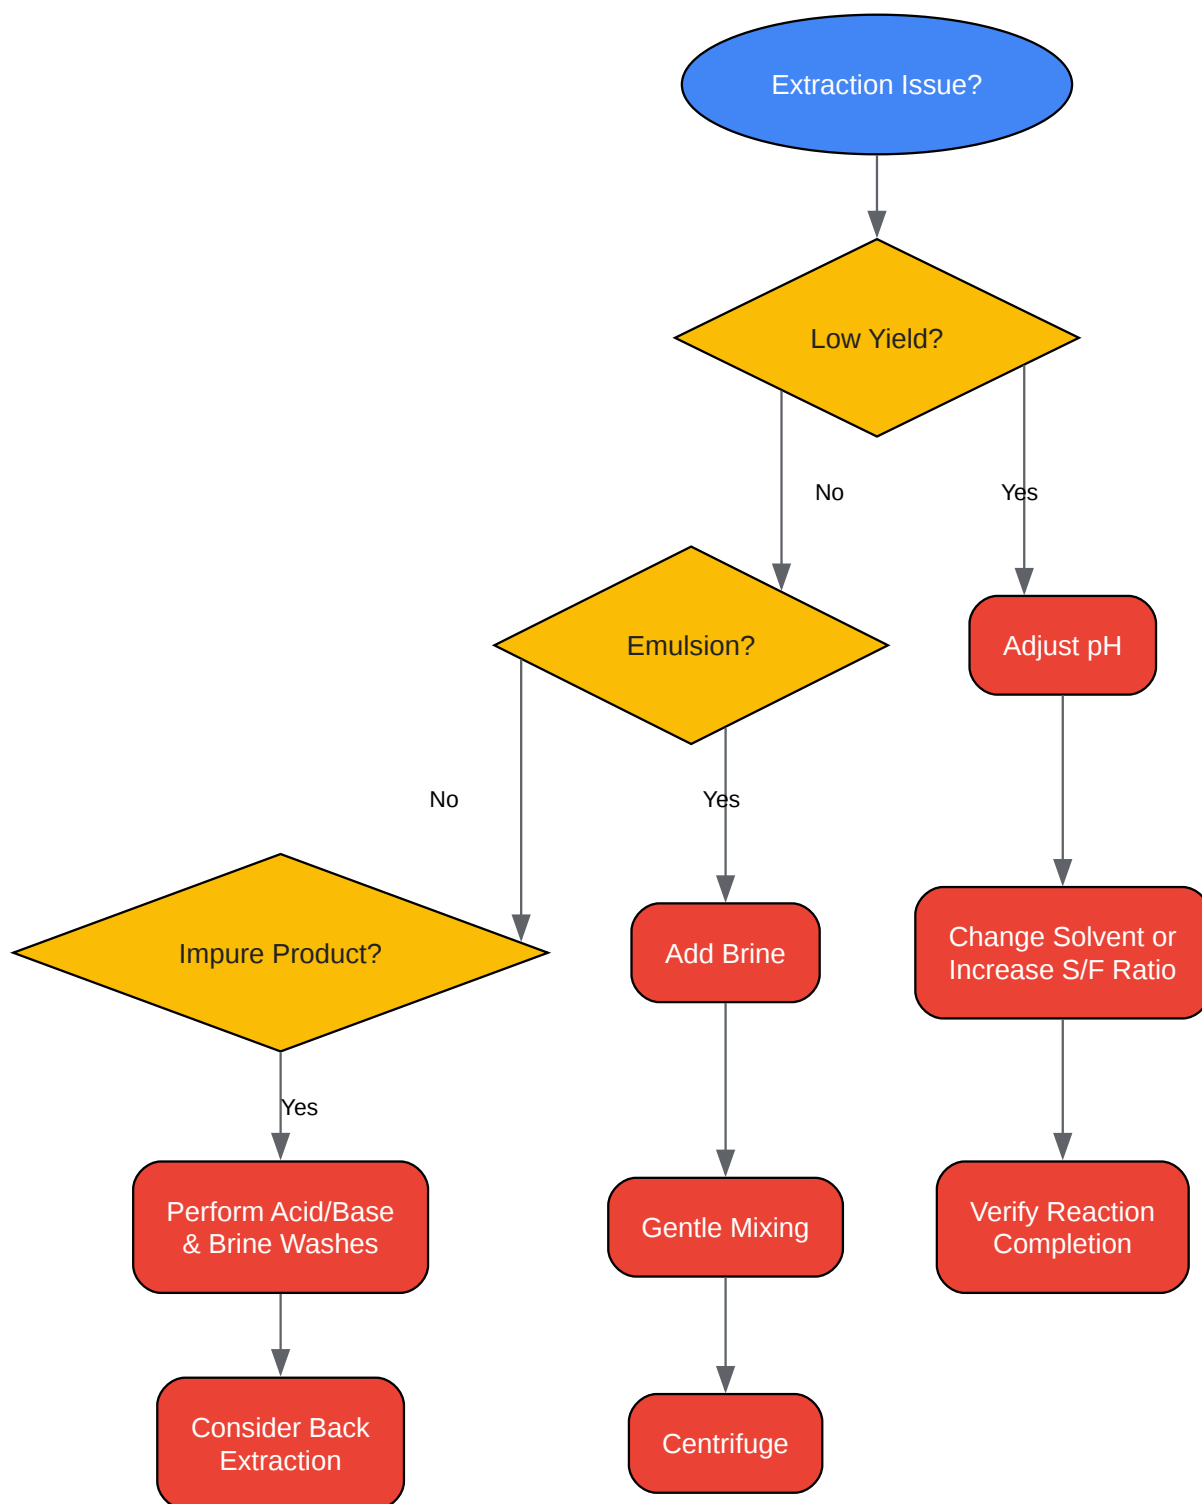 Extraction Issue?
Low Yield?
No
Yes
Emulsion?
Adjust pH
No
Yes
Impure Product?
Add Brine
Change Solvent or
Increase S/F Ratio
Yes
Perform Acid/Base
& Brine Washes
Gentle Mixing
Verify Reaction
Completion
Consider Back
Extraction
Centrifuge